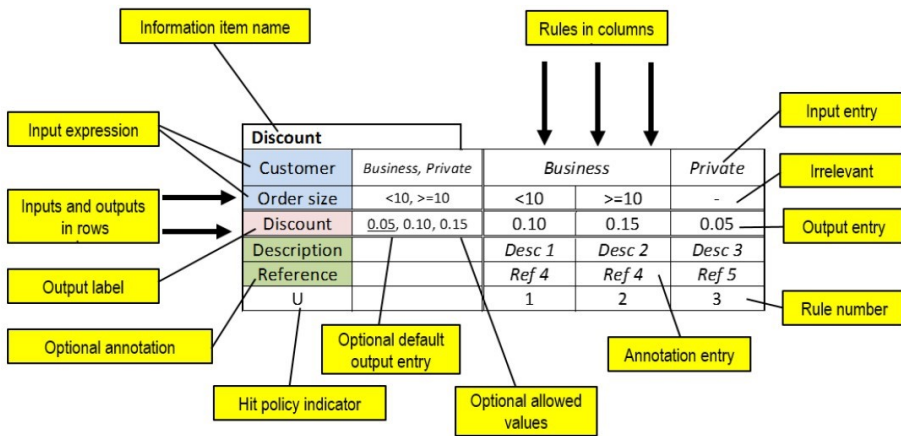 Information item name
Rules in columns
Input expression
Input entry
Discount
Customer Business, Private Business Private
Irrelevant
Order size <10, >=10 <10 >=10 -
Inputs and outputs
in rows
Discount 0.05, 0.10, 0.15 0.10 0.15 0.05
Output entry
Description Desc 1 Desc 2 Desc 3
Reference Ref 4 Ref 4 Ref 5
Output label
U 1 2 3
Rule number
Optional annotation
Optional default
output entry
Annotation entry
Hit policy indicator
Optional allowed
values